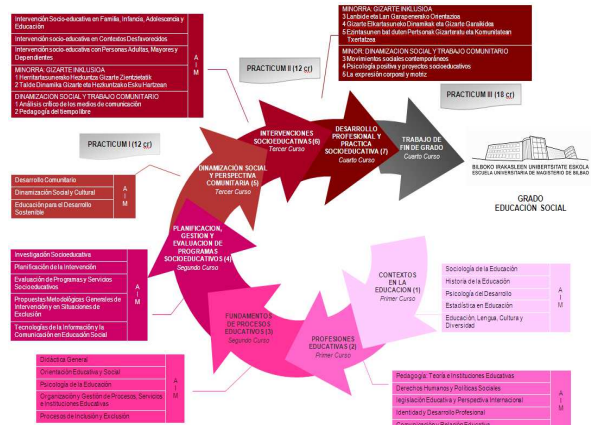 Intervención Socio-educativa en Familia, Infancia, Adolescencia y
Educación
Intervención socio-educativa en Contextos Desfavorecidos
Intervención socio-educativa con Personas Adultas, Mayores y
Dependientes
MINORRA: GIZARTE INKLUSIOA
1 Herritartasunerako Hezkuntza Gizarte Zientzietatik
2 Talde Dinamika Gizarte eta Hezkuntzako Esku Hartzean
DINAMIZACION SOCIAL Y TRABAJO COMUNITARIO
1 Análisis crítico de los medios de comunicación
2 Pedagogía del tiempo libre
A
I
M
PRACTICUM II (12 cr)
MINORRA: GIZARTE INKLUSIOA
3 Lanbide eta Lan Garapenerako Orientazioa
4 Gizarte Elkartasuneko Desnamikak eta Gizarte Garaikidea
5 Ezintasunen bat duten Pertsonak Gizarteratu eta Komunitatean
Txertatzea
MINOR: DINAMIZACION SOCIAL Y TRABAJO COMUNITARIO
3 Movimientos sociales contemporáneos
4 Psicología positiva y proyectos socioeducativos
5 La expresión corporal y motriz
PRACTICUM III (18 cr)
PRACTICUM I (12 cr)
INTERVENCIONES
SOCIOEDUCATIVAS (6)
Tercer Curso
DESARROLLO
PROFESIONAL Y
PRACTICA
SOCIOEDUCATIVA (7)
Cuarto Curso
TRABAJO DE
FIN DE GRADO
Cuarto Curso
BILBOKO IRAKASLEEN UNIBERTSITATE ESKOLA
ESCUELA UNIVERSITARIA DE MAGISTERIO DE BILBAO
GRADO
EDUCACIÓN SOCIAL
DINAMIZACIÓN SOCIAL
Y PERSPECTIVA
COMUNITARIA (5)
Tercer Curso
Desarrollo Comunitario
Dinamización Social y Cultural
Educación para el Desarrollo
Sostenible
A
I
M
PLANIFICACION,
GESTION Y
EVALUACION DE
PROGRAMAS
SOCIOEDUCATIVOS (4)
Segundo Curso
Investigación Socioeducativa
Planificación de la Intervención
Evaluación de Programas y Servicios
Socioeducativos
Propuestas Metodológicas Generales de
Intervención y en Situaciones de
Exclusión
Tecnologías de la Información y la
Comunicación en Educación Social
A
I
M
CONTEXTOS
EN LA
EDUCACION (1)
Primer Curso
Sociología de la Educación
Historia de la Educación
Psicología del Desarrollo
Estadística en Educación
Educación, Lengua, Cultura y
Diversidad
A
I
M
FUNDAMENTOS
DE PROCESOS
EDUCATIVOS (3)
Segundo Curso
PROFESIONES
EDUCATIVAS (2)
Primer Curso
Didáctica General
Orientación Educativa y Social
Psicología de la Educación
Organización y Gestión de Procesos, Servicios
e Instituciones Educativas
Procesos de Inclusión y Exclusión
A
I
M
Pedagogía: Teoría e Instituciones Educativas
Derechos Humanos y Políticas Sociales
legislación Educativa y Perspectiva Internacional
Identidad y Desarrollo Profesional
A
I
M